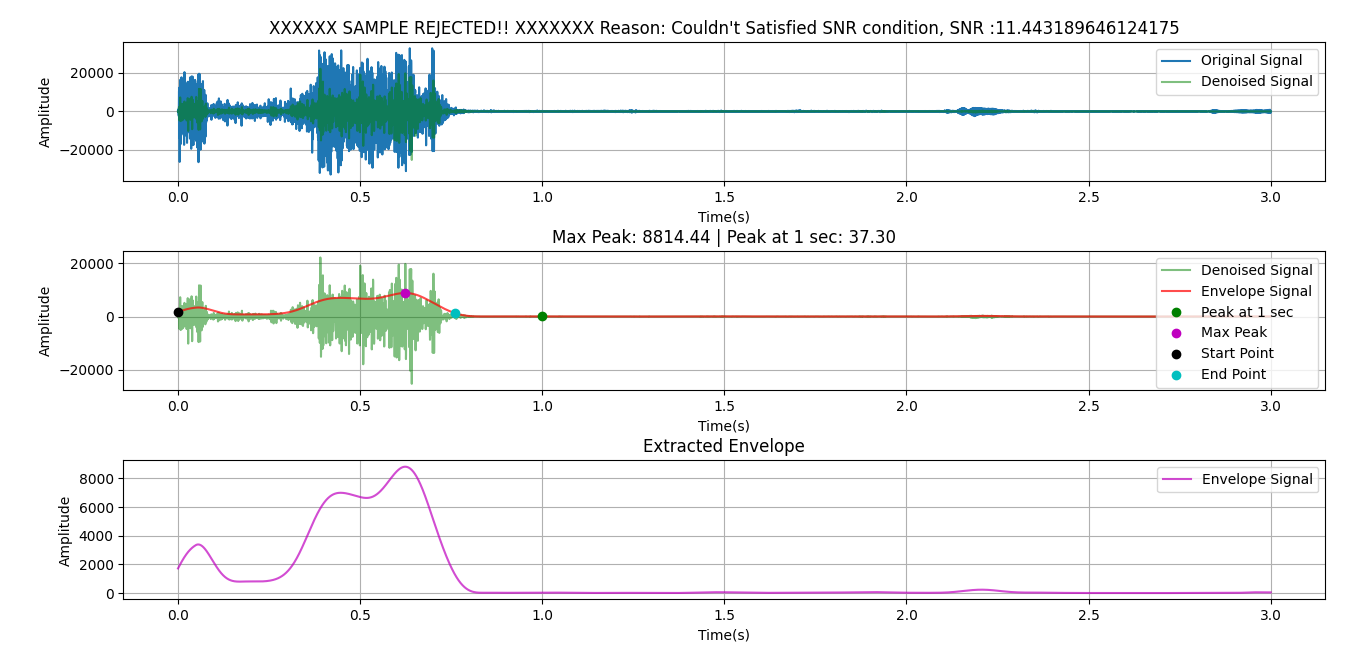 XXXXXX SAMPLE REJECTED!! XXXXXXX Reason: Couldn't Satisfied SNR condition, SNR :11.443189646124175
Original Signal
Denoised Signal
20000
0
−20000
Amplitude
0.0 0.5 1.0 1.5 2.0 2.5 3.0
Time(s)
Max Peak: 8814.44 | Peak at 1 sec: 37.30
Denoised Signal
Envelope Signal
Peak at 1 sec
Max Peak
Start Point
End Point
20000
0
−20000
Amplitude
0.0 0.5 1.0 1.5 2.0 2.5 3.0
Time(s)
Extracted Envelope
Envelope Signal
8000
6000
4000
2000
0
Amplitude
0.0 0.5 1.0 1.5 2.0 2.5 3.0
Time(s)